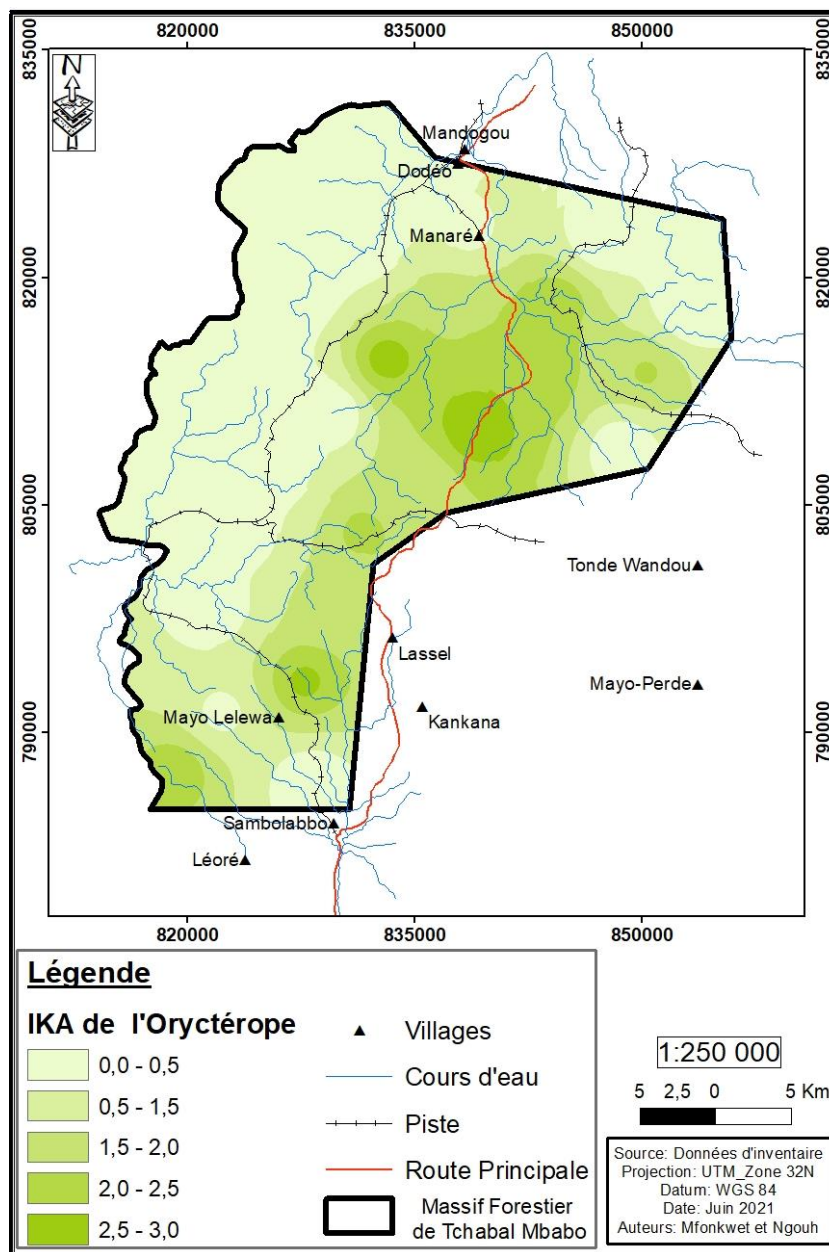 820000 835000 850000
835000 835000
N
Mandogou
Dodéo
Manaré
820000 820000
805000 805000
Tonde Wandou
Lassel
Mayo-Perde
Mayo Lelewa
Kankana
790000 790000
Sambolabbo
Léoré
820000 835000 850000
Légende
IKA de l'Oryctérope
0,0 - 0,5
0,5 - 1,5
1,5 - 2,0
2,0 - 2,5
2,5 - 3,0
Villages
Cours d'eau
Piste
Route Principale
Massif Forestier
de Tchabal Mbabo
1:250 000
5 2,5 0 5 Km
Source: Données d'inventaire
Projection: UTM_Zone 32N
Datum: WGS 84
Date: Juin 2021
Auteurs: Mfonkwet et Ngouh